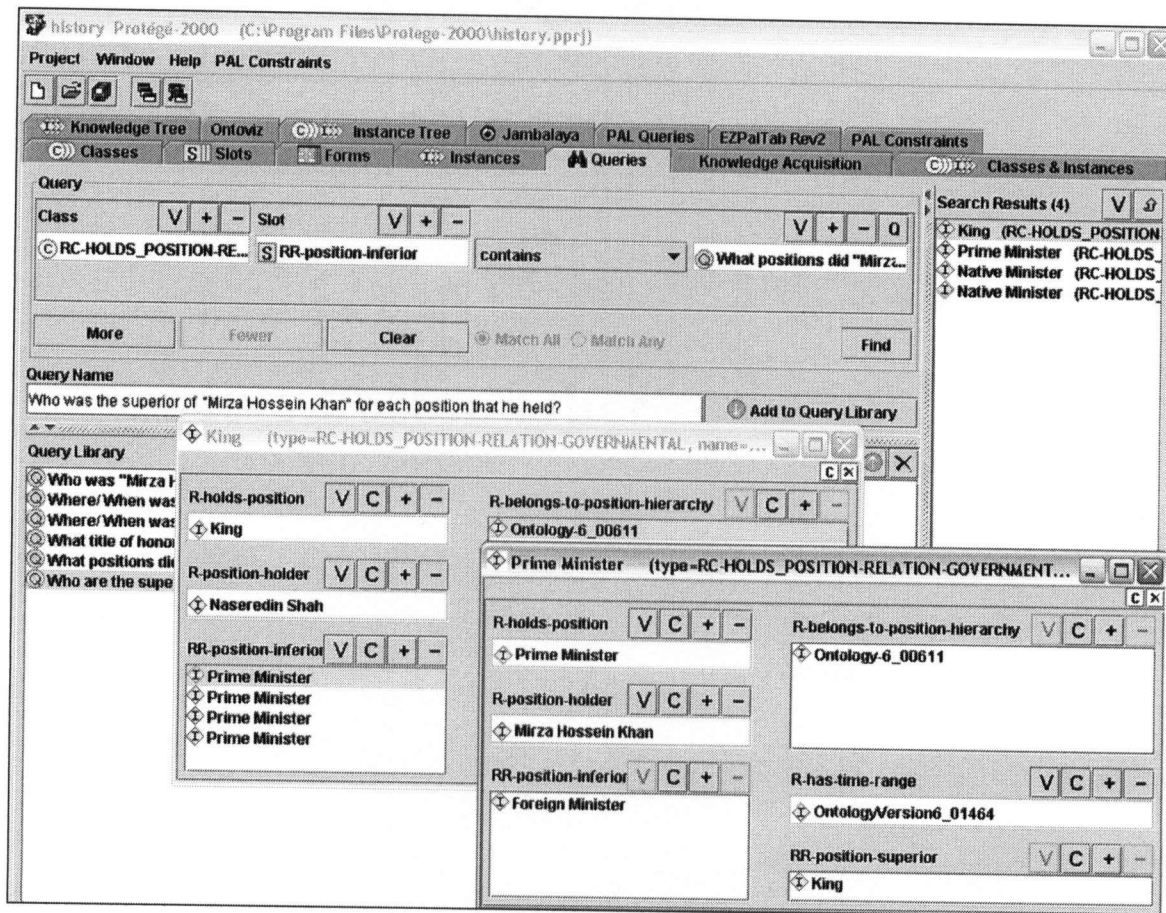 history Protégé-2000 (C:\Program Files\Protege-2000\history.pprj)
Project Window Help PAL Constraints
Knowledge Tree Ontoviz Instance Tree Jambalaya PAL Queries EZPalTab Rev2 PAL Constraints
Classes Slots Forms Instances Queries Knowledge Acquisition Classes & Instances
Query
Class V + - Slot V + - V + - Q
RC-HOLDS_POSITION-RE... RR-position-inferior contains What positions did "Mirza...
More Fewer Clear Match All Match Any Find
Search Results (4) V
King (RC-HOLDS_POSITION
Prime Minister (RC-HOLDS_
Native Minister (RC-HOLDS_
Native Minister (RC-HOLDS_
Query Name
Who was the superior of "Mirza Hossein Khan" for each position that he held? Add to Query Library
Query Library
Who was "Mirza H
Where/When was
Where/When was
What title of hono
What positions di
Who are the supe
King (type=RC-HOLDS_POSITION-RELATION-GOVERNMENTAL, name=...
C x
R-holds-position V C + -
King
R-position-holder V C + -
Naseredin Shah
RR-position-inferior V C + -
Prime Minister
Prime Minister
Prime Minister
Prime Minister
R-belongs-to-position-hierarchy V C + -
Ontology-6_00611
Prime Minister (type=RC-HOLDS_POSITION-RELATION-GOVERNMENT...
C x
R-holds-position V C + -
Prime Minister
R-position-holder V C + -
Mirza Hossein Khan
RR-position-inferior V C + -
Foreign Minister
R-belongs-to-position-hierarchy V C + -
Ontology-6_00611
R-has-time-range V C + -
OntologyVersion6_01464
RR-position-superior V C + -
King